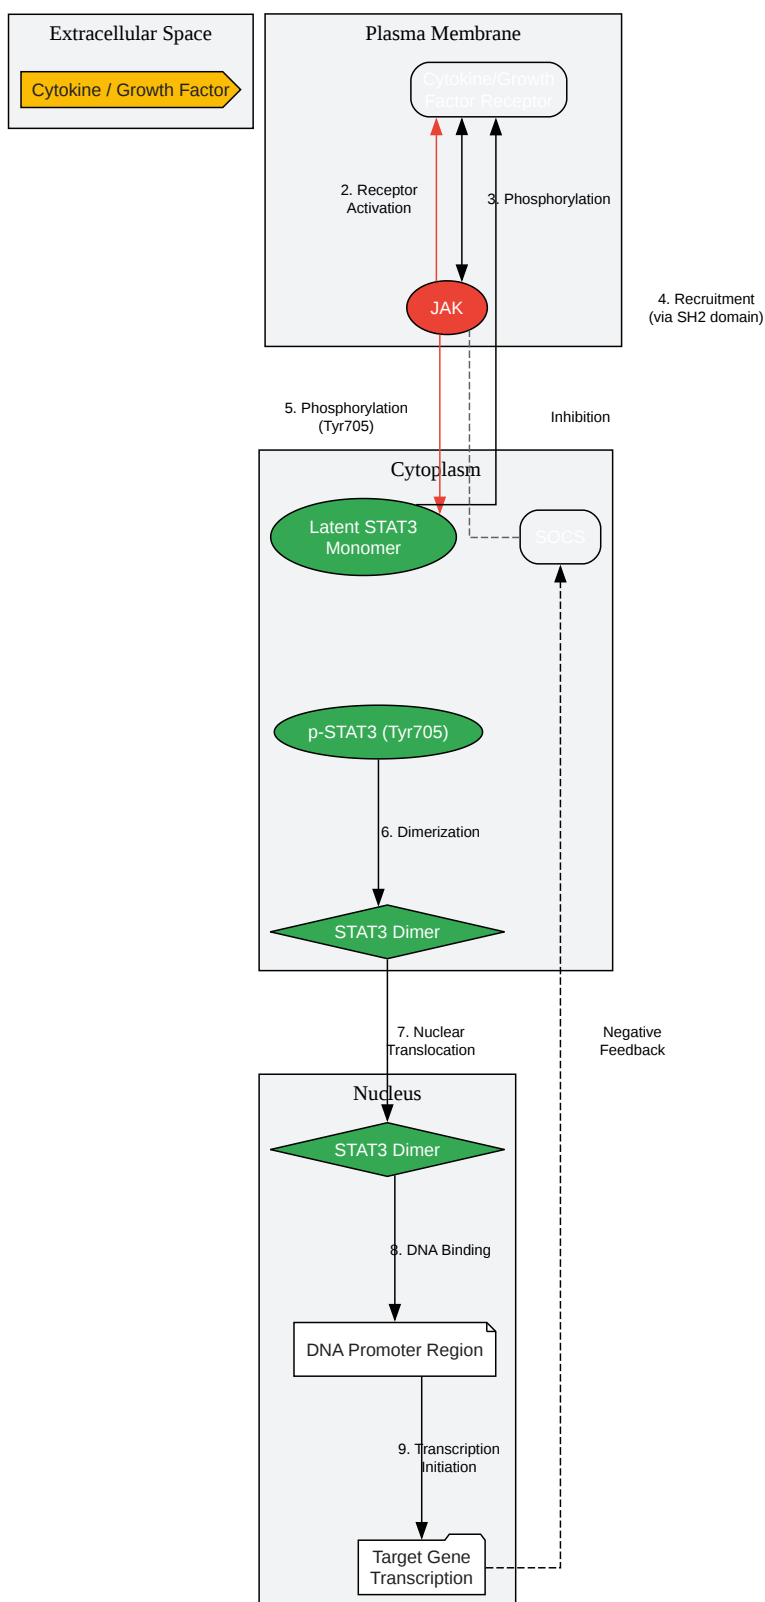 Extracellular Space
Cytokine / Growth Factor
Plasma Membrane
Cytokine/Growth
Factor Receptor
2. Receptor
Activation
3. Phosphorylation
JAK
4. Recruitment
(via SH2 domain)
5. Phosphorylation
(Tyr705)
Inhibition
Cytoplasm
Latent STAT3
Monomer
SOCS
p-STAT3 (Tyr705)
6. Dimerization
STAT3 Dimer
7. Nuclear
Translocation
Negative
Feedback
Nucleus
STAT3 Dimer
8. DNA Binding
DNA Promoter Region
9. Transcription
Initiation
Target Gene
Transcription